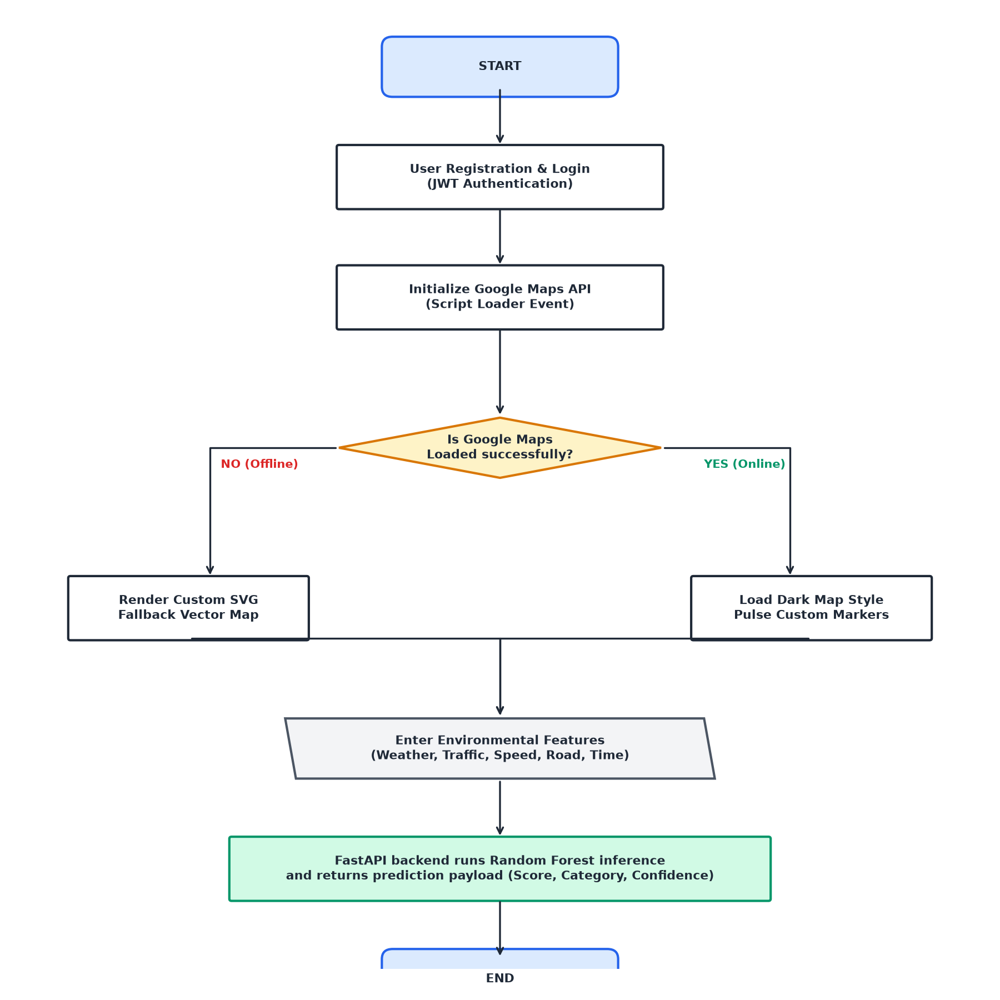 START
User Registration & Login
(JWT Authentication)
Initialize Google Maps API
(Script Loader Event)
Is Google Maps
Loaded successfully?
NO (Offline)
YES (Online)
Render Custom SVG
Fallback Vector Map
Load Dark Map Style
Pulse Custom Markers
Enter Environmental Features
(Weather, Traffic, Speed, Road, Time)
FastAPI backend runs Random Forest inference
and returns prediction payload (Score, Category, Confidence)
END